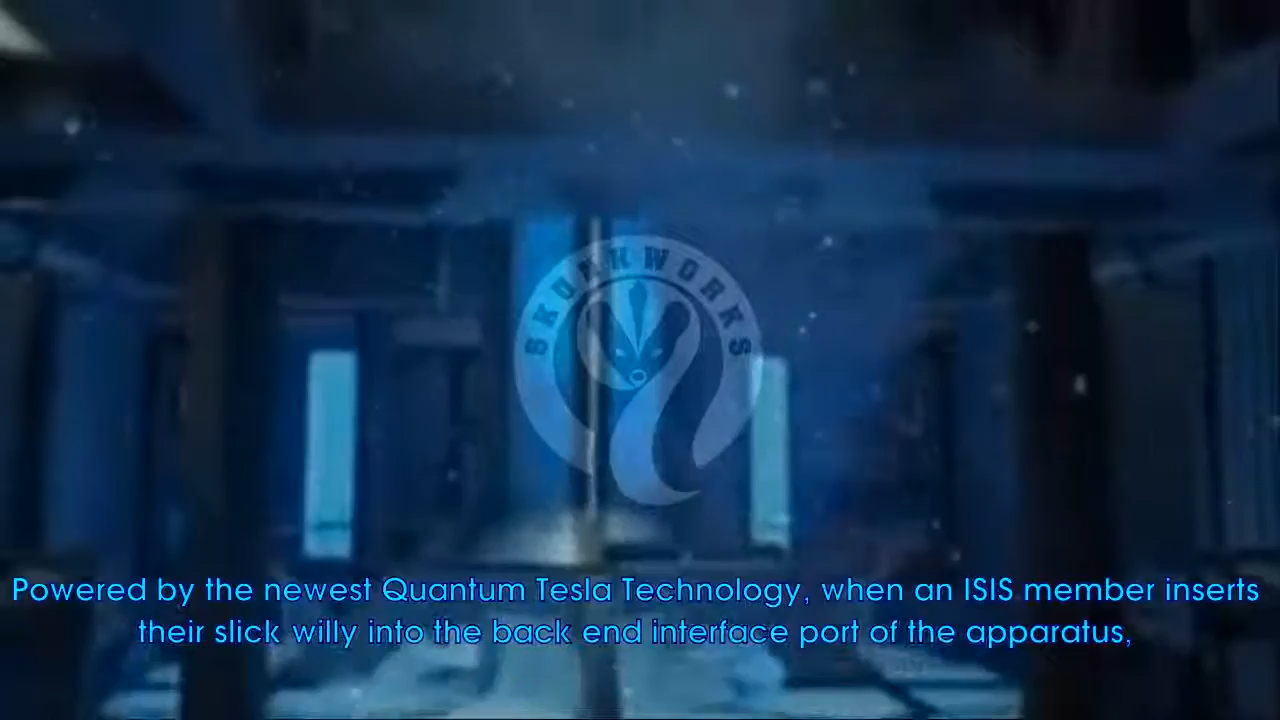 SKUNKWORKS
Powered by the newest Quantum Tesla Technology, when an ISIS member inserts
their slick willy into the back end interface port of the apparatus,